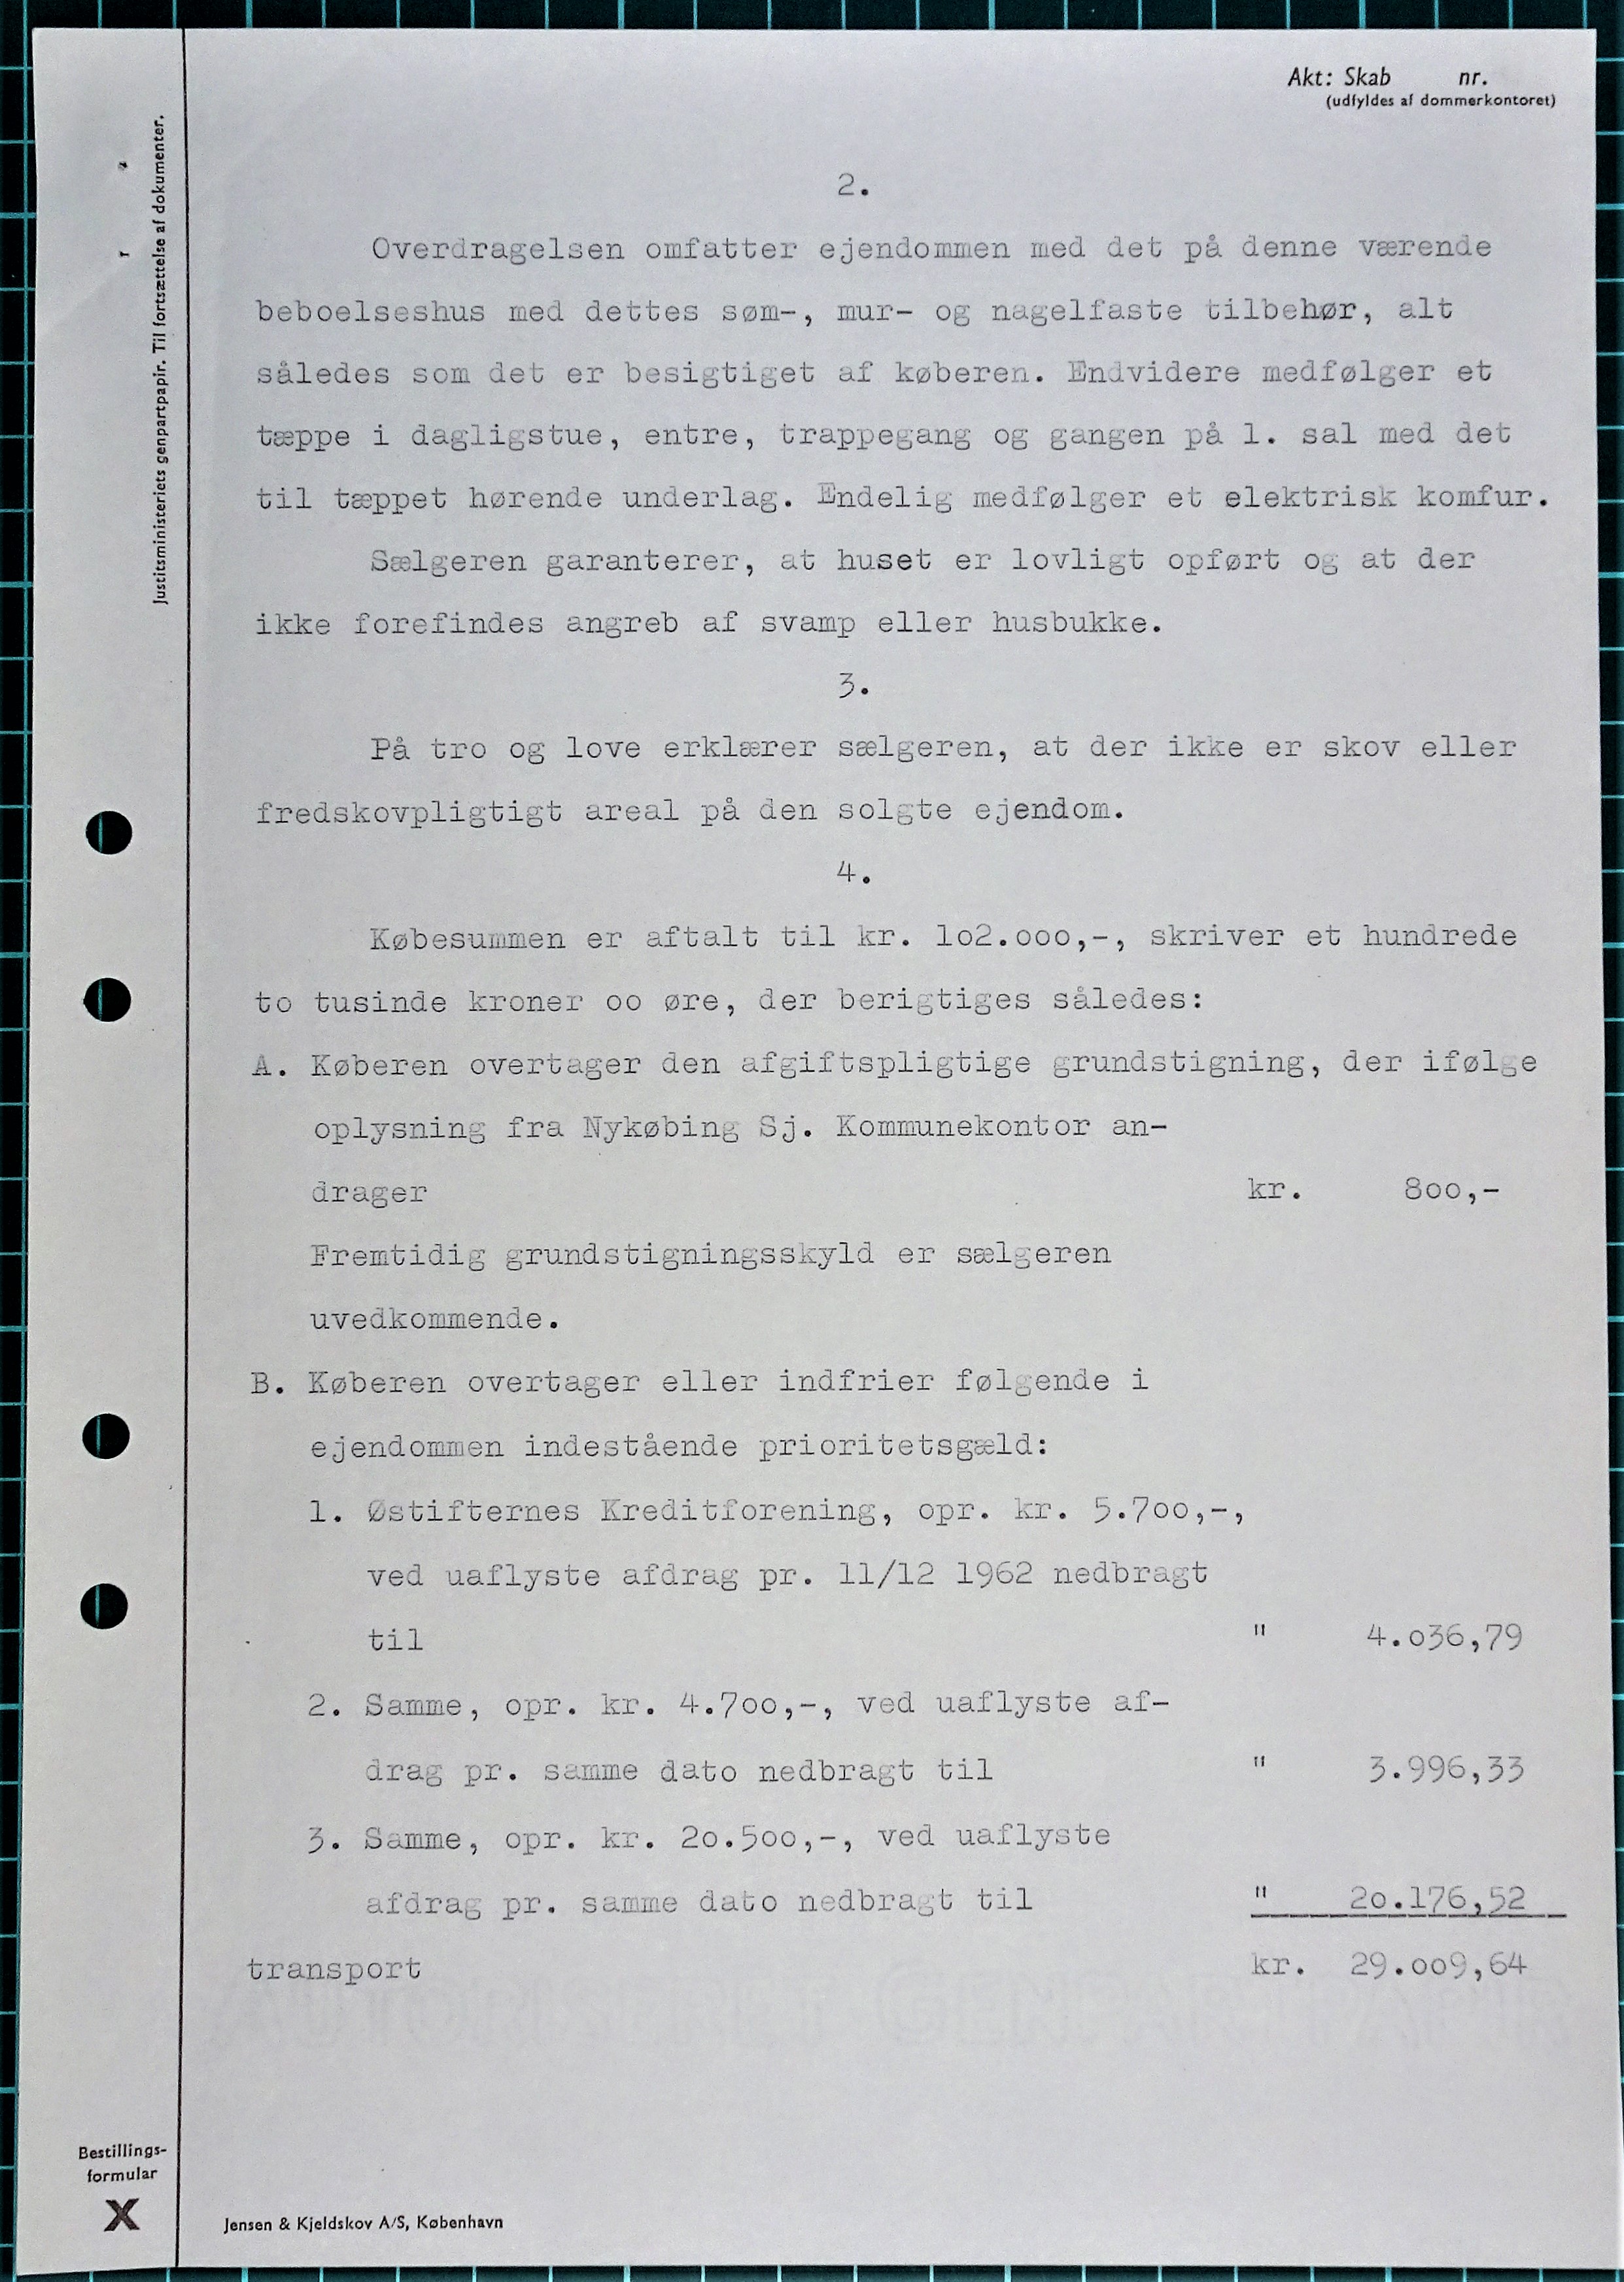 Akt: Skab nr.
(udfyldes af dommerkontoret)
Justitsministeriets genpartpapir. Til fortsættelse af dokumenter.
2.
Overdragelsen omfatter ejendommen med det på denne værende
beboelseshus med dettes søm-, mur- og nagelfaste tilbehør, alt
således som det er besigtiget af køberen. Endvidere medfølger et
tæppe i dagligstue, entre, trappegang og gangen på 1. sal med det
til tæppet hørende underlag. Endelig medfølger et elektrisk komfur.
Sælgeren garanterer, at huset er lovligt opført og at der
ikke forefindes angreb af svamp eller husbukke.
3.
På tro og love erklærer sælgeren, at der ikke er skov eller
fredskovpligtigt areal på den solgte ejendom.
4.
Købesummen er aftalt til kr. 102.000,-, skriver et hundrede
to tusinde kroner oo øre, der berigtiges således:
A. Køberen overtager den afgiftspligtige grundstigning, der ifølge
oplysning fra Nykøbing Sj. Kommunekontor an-
drager kr. 800,-
Fremtidig grundstigningsskyld er sælgeren
uvedkommende.
B. Køberen overtager eller indfrier følgende i
ejendommen indestående prioritetsgæld:
1. Østifternes Kreditforening, opr. kr. 5.700,-,
ved uaflyste afdrag pr. 11/12 1962 nedbragt
til " 4.036,79
2. Samme, opr. kr. 4.700,-, ved uaflyste af-
drag pr. samme dato nedbragt til " 3.996,33
3. Samme, opr. kr. 20.500,-, ved uaflyste
afdrag pr. samme dato nedbragt til " 20.176,52
transport kr. 29.009,64
Bestillings-
formular
X
Jensen & Kjeldskov A/S, København